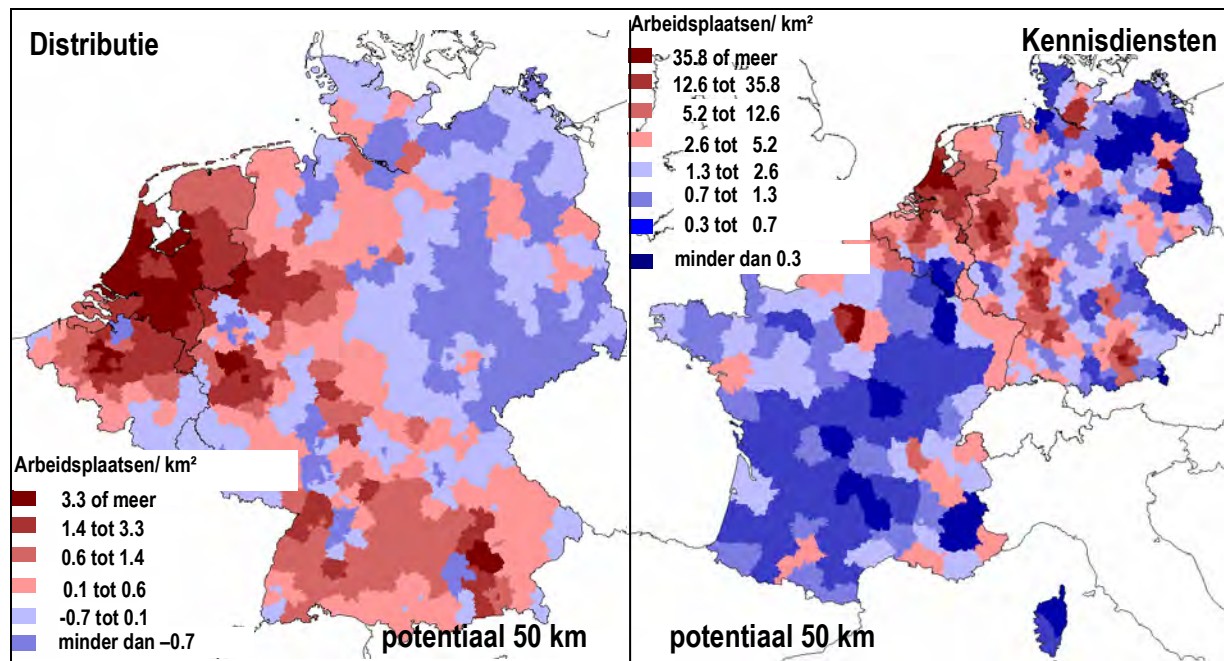 Distributie
Arbeidsplaatsen/ km²
3.3 of meer
1.4 tot 3.3
0.6 tot 1.4
0.1 tot 0.6
-0.7 tot 0.1
minder dan –0.7
potentiaal 50 km
Arbeidsplaatsen/ km²
Kennisdiensten
35.8 of meer
12.6 tot 35.8
5.2 tot 12.6
2.6 tot 5.2
1.3 tot 2.6
0.7 tot 1.3
0.3 tot 0.7
minder dan 0.3
potentiaal 50 km